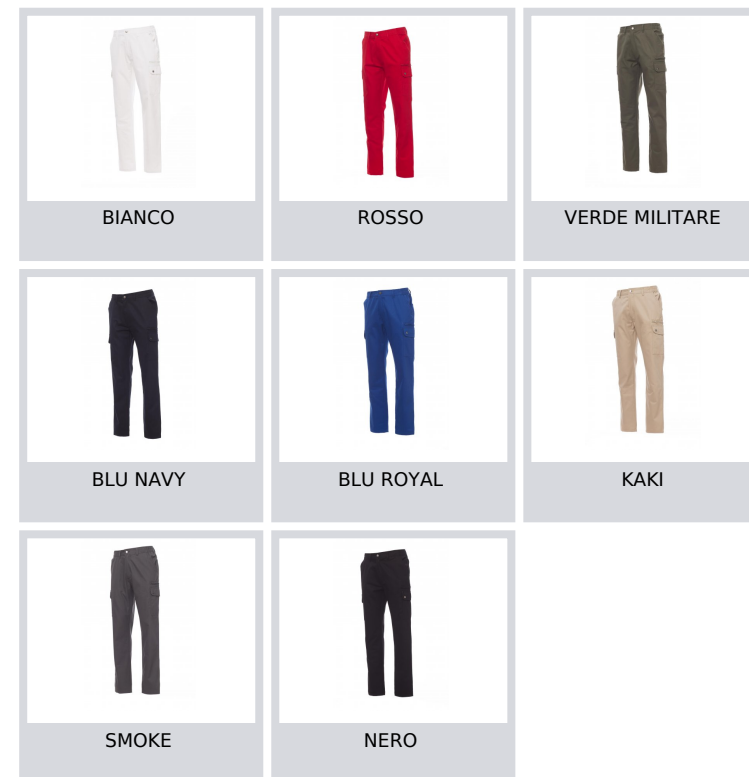 BIANCO
ROSSO
VERDE MILITARE
BLU NAVY
BLU ROYAL
KAKI
SMOKE
NERO